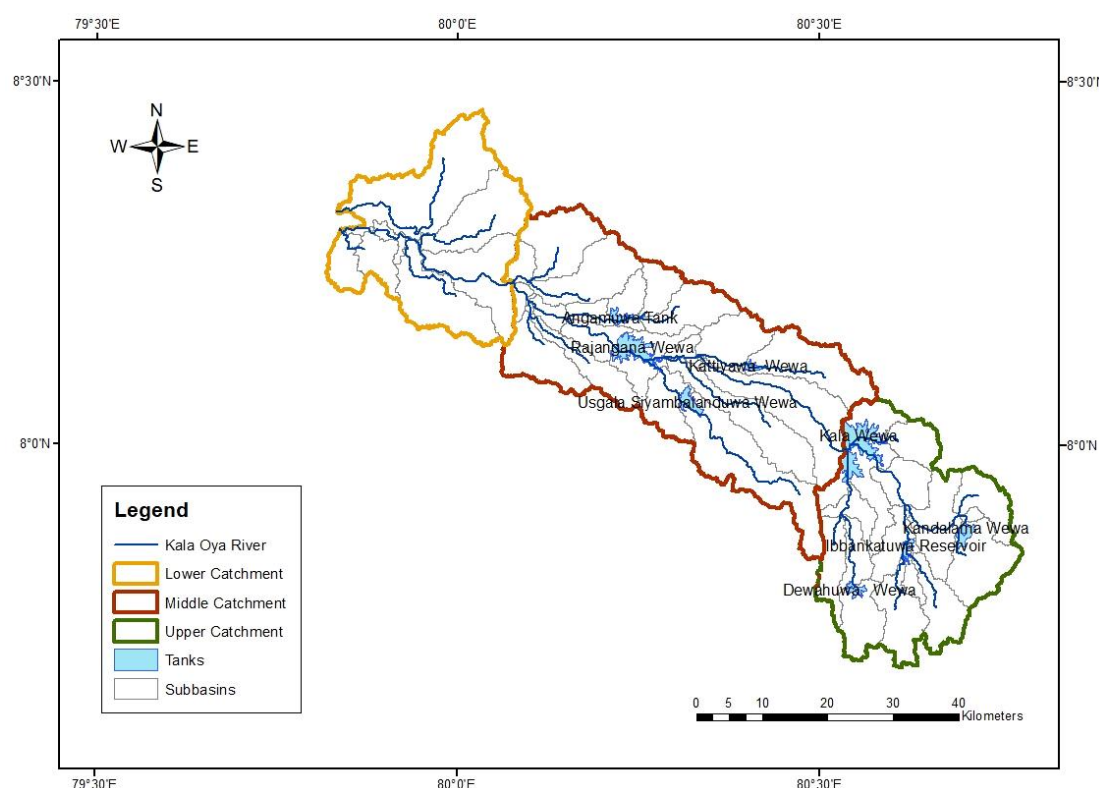 79°30'E 80°0'E 80°30'E
8°30'N 8°30'N
N
W E
S
Angamuwa Tank
Rajangana Wewa
Kattiyawa Wewa
Usgala Siyambalanduwa Wewa
Kala Wewa
8°0'N 8°0'N
Kandalama Wewa
Ibbankatuwa Reservoir
Dewahuwa Wewa
Legend
Kala Oya River
Lower Catchment
Middle Catchment
Upper Catchment
Tanks
Subbasins
0 5 10 20 30 40
Kilometers
79°30'E 80°0'E 80°30'E